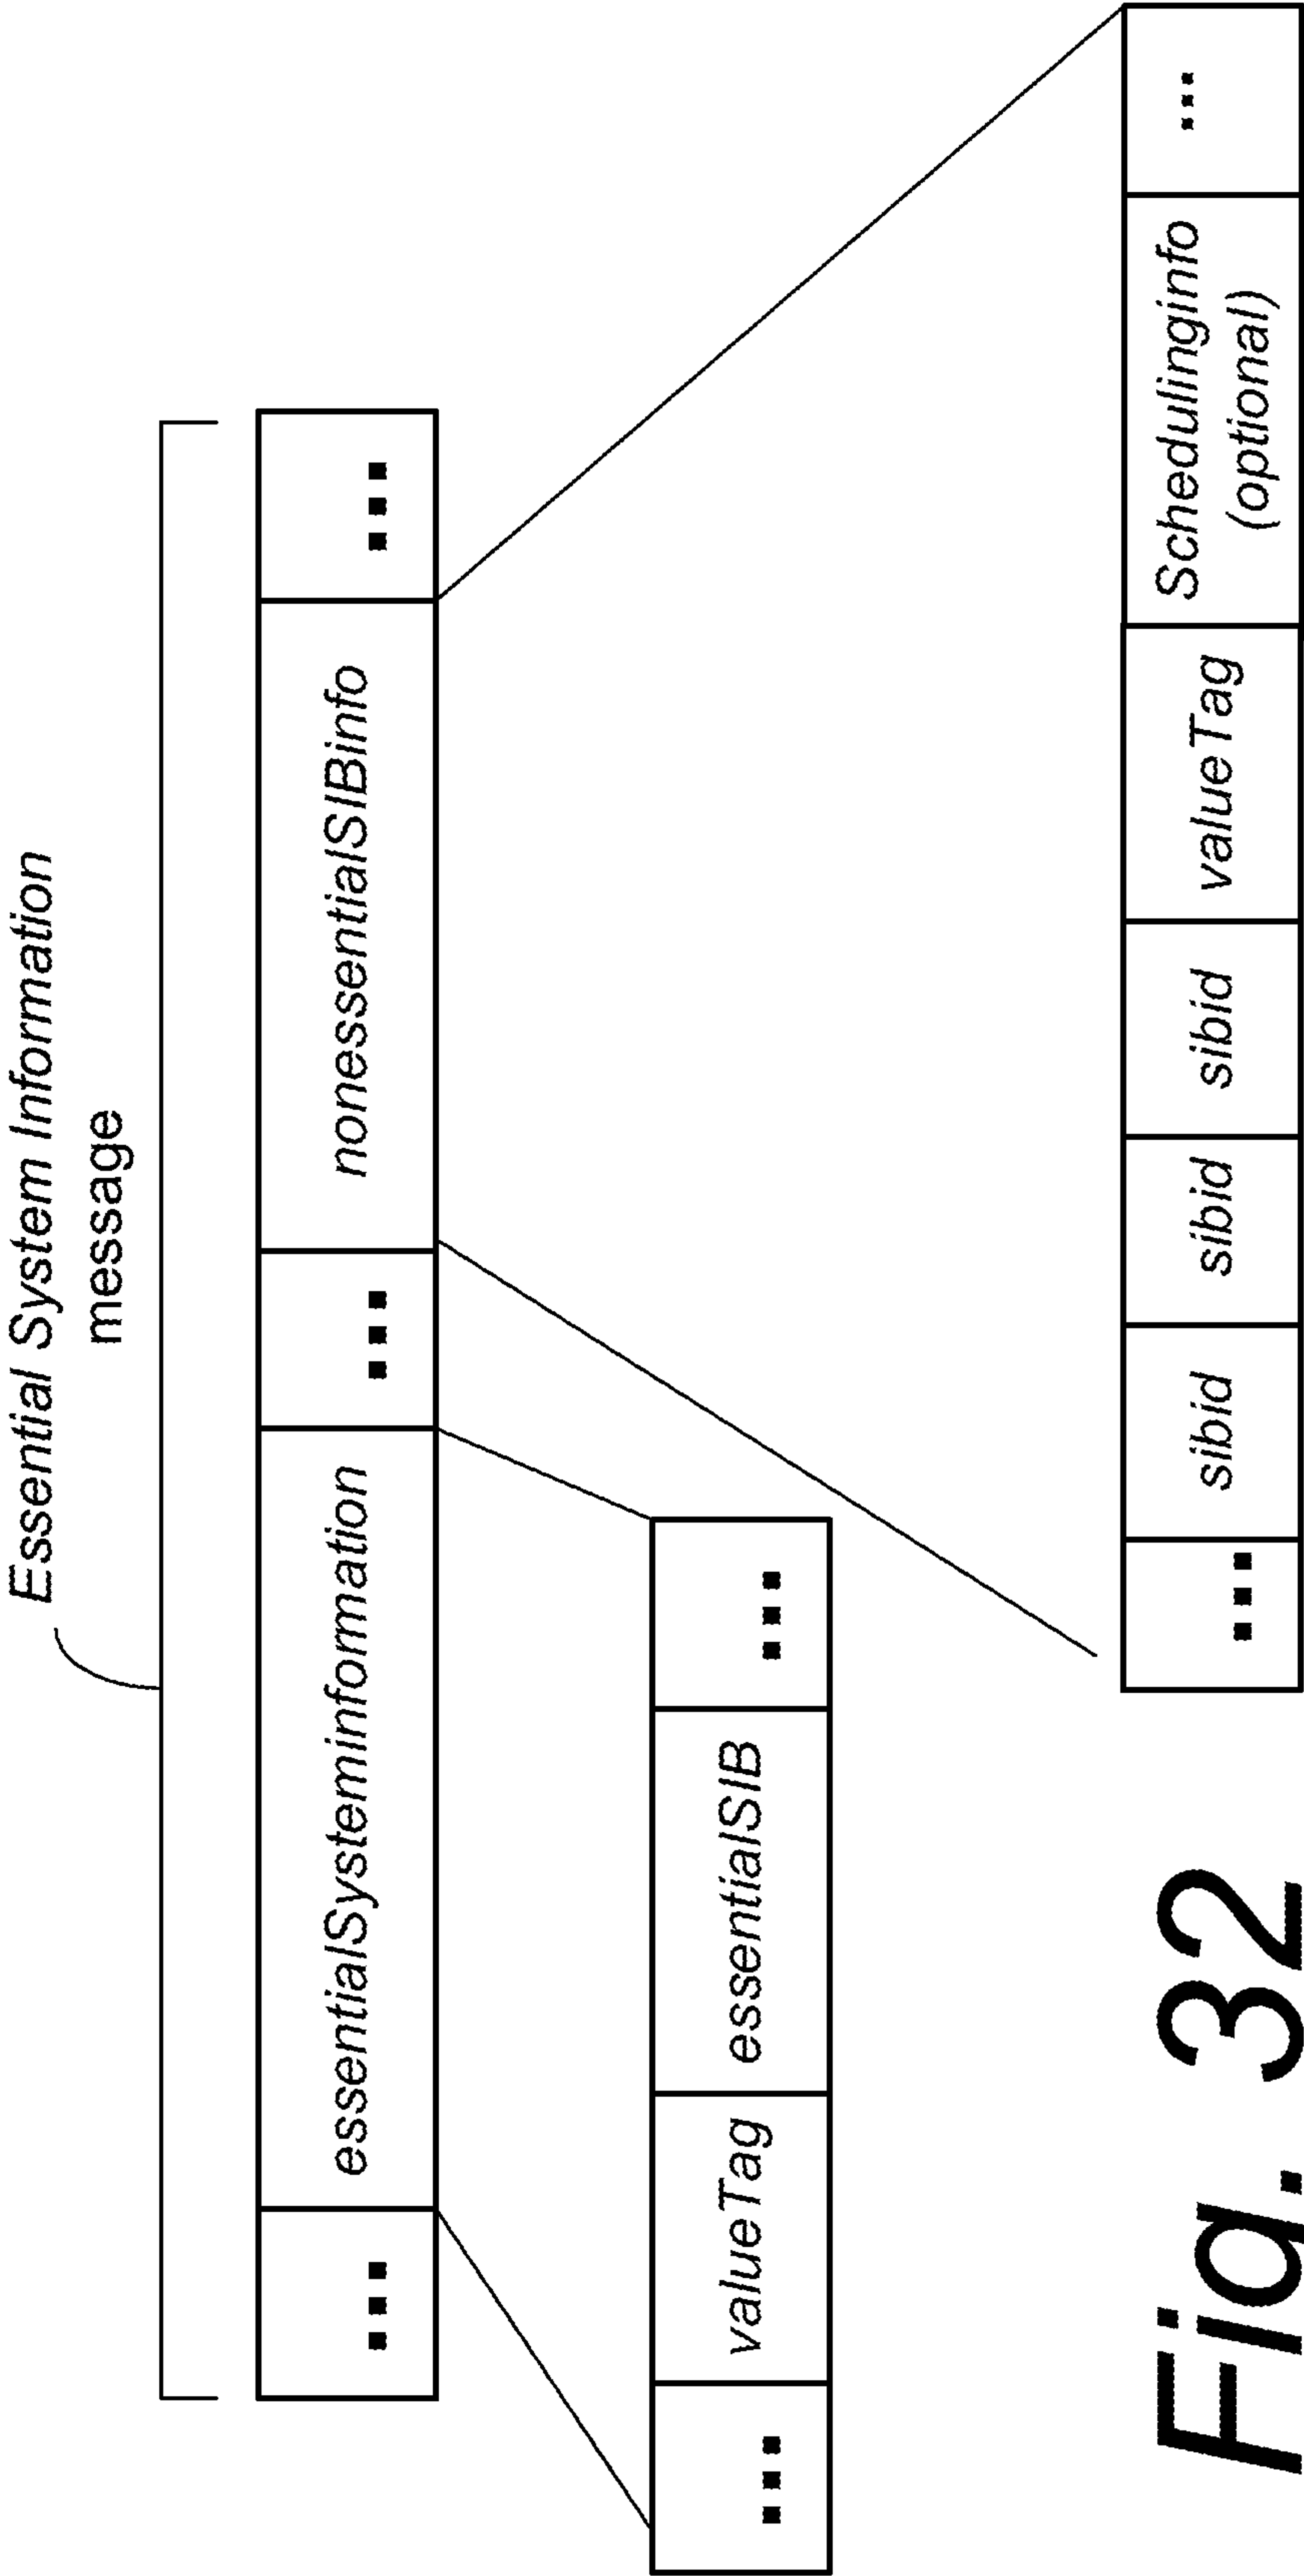 Essential System Information
message
... essentialSysteminformation ... nonessentialSIBinfo ...
... valueTag essentialSIB ...
... sibid sibid sibid valueTag Schedulinginfo
(optional) ...
Fig. 32